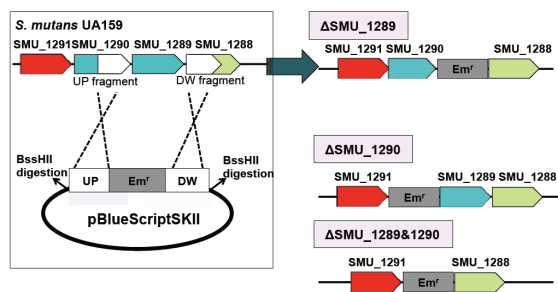 S. mutans UA159
SMU_1291 SMU_1290 SMU_1289 SMU_1288
UP fragment DW fragment
BssHII digestion
BssHII digestion
UP Emr DW
pBlueScriptSKII
ΔSMU_1289
SMU_1291 SMU_1290 SMU_1288
Emr
ΔSMU_1290
SMU_1291 SMU_1289 SMU_1288
Emr
ΔSMU_1289&1290
SMU_1291 SMU_1288
Emr